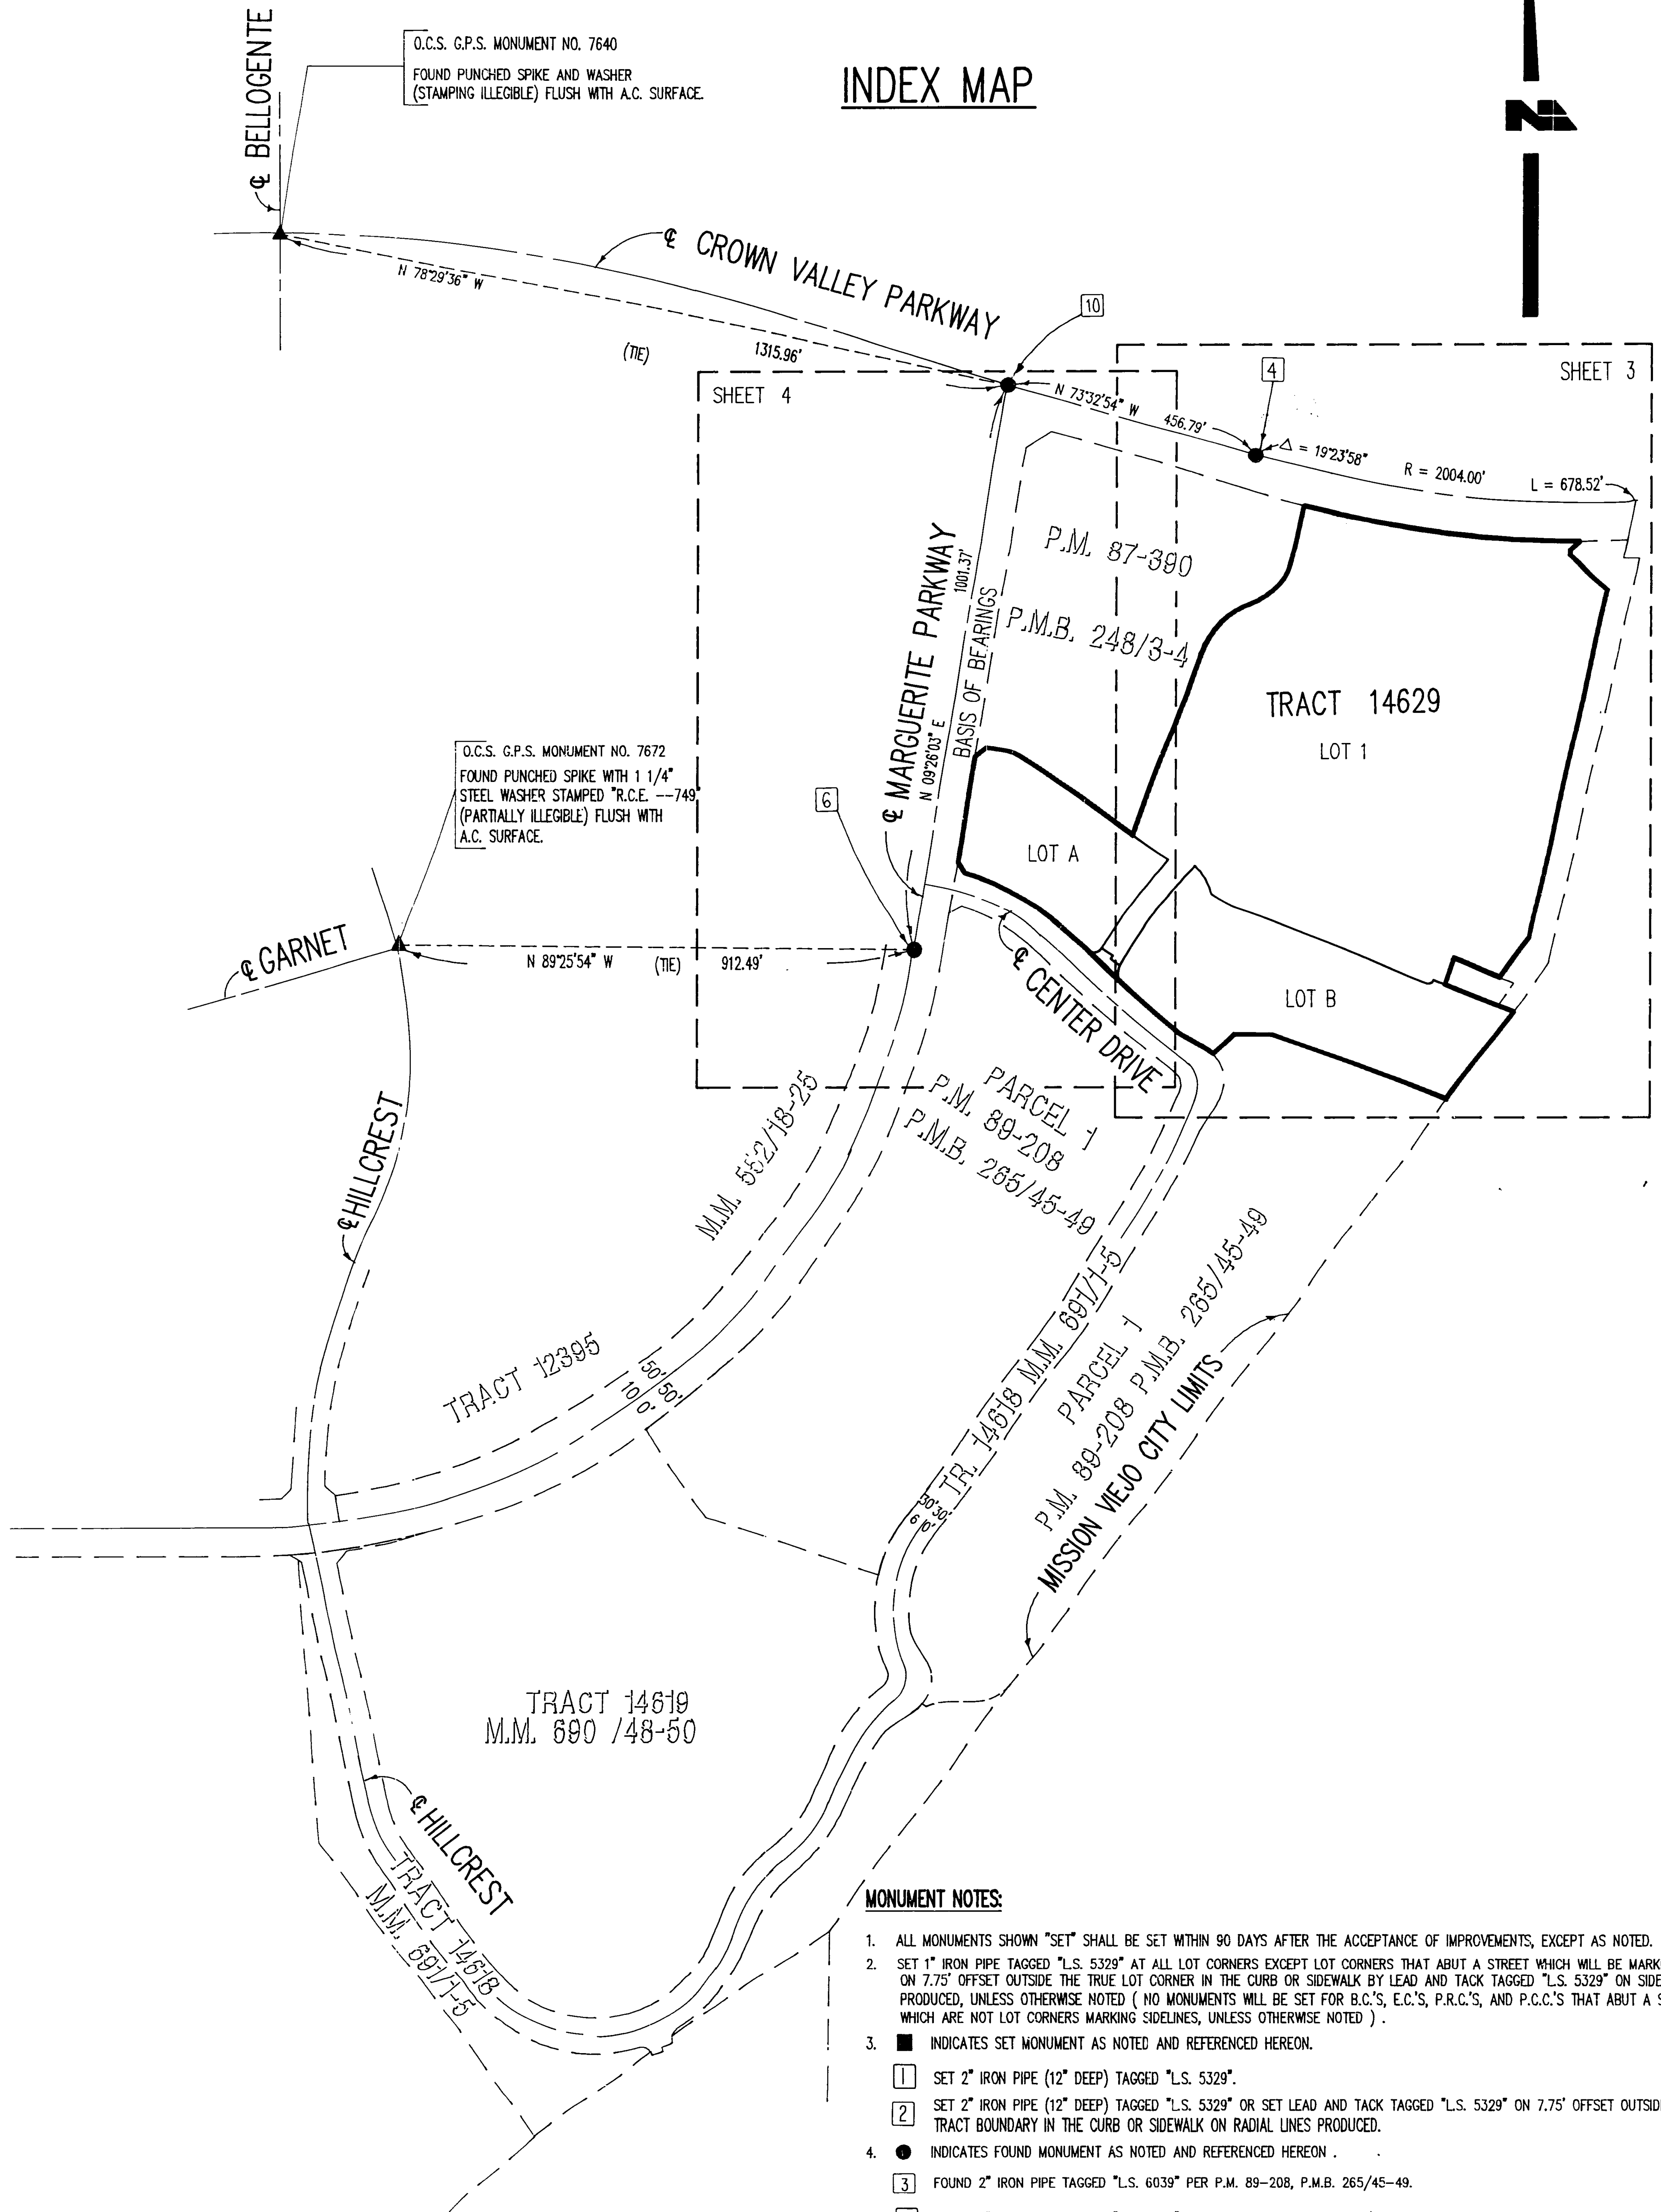 INDEX MAP
℄ BELLOGENTE
O.C.S. G.P.S. MONUMENT NO. 7640
FOUND PUNCHED SPIKE AND WASHER
(STAMPING ILLEGIBLE) FLUSH WITH A.C. SURFACE.
N
℄ CROWN VALLEY PARKWAY
N 78°29'36" W
(TIE) 1315.96'
10
SHEET 4
SHEET 3
4
N 73°32'54" W 456.79'
Δ = 19°23'58" R = 2004.00' L = 678.52'
P.M. 87-390
P.M.B. 248/3-4
℄ MARGUERITE PARKWAY
N 09°26'03" E 1001.37'
BASIS OF BEARINGS
TRACT 14629
LOT 1
O.C.S. G.P.S. MONUMENT NO. 7672
FOUND PUNCHED SPIKE WITH 1 1/4"
STEEL WASHER STAMPED "R.C.E. --749"
(PARTIALLY ILLEGIBLE) FLUSH WITH
A.C. SURFACE.
6
LOT A
℄ GARNET
N 89°25'54" W (TIE) 912.49'
℄ CENTER DRIVE
LOT B
PARCEL 1
P.M. 89-208
P.M.B. 265/45-49
M.M. 552/18-25
℄ HILLCREST
TRACT 12395
50' 50'
100'
TR. 14618 M.M. 691/1-5
30' 30'
60'
PARCEL 1
P.M. 89-208 P.M.B. 265/45-49
MISSION VIEJO CITY LIMITS
TRACT 14619
M.M. 690 /48-50
℄ HILLCREST
TRACT 14618
M.M. 691/1-5
MONUMENT NOTES:
1. ALL MONUMENTS SHOWN "SET" SHALL BE SET WITHIN 90 DAYS AFTER THE ACCEPTANCE OF IMPROVEMENTS, EXCEPT AS NOTED.
2. SET 1" IRON PIPE TAGGED "L.S. 5329" AT ALL LOT CORNERS EXCEPT LOT CORNERS THAT ABUT A STREET WHICH WILL BE MARK
ON 7.75' OFFSET OUTSIDE THE TRUE LOT CORNER IN THE CURB OR SIDEWALK BY LEAD AND TACK TAGGED "L.S. 5329" ON SIDE
PRODUCED, UNLESS OTHERWISE NOTED ( NO MONUMENTS WILL BE SET FOR B.C.'S, E.C.'S, P.R.C.'S, AND P.C.C.'S THAT ABUT A S
WHICH ARE NOT LOT CORNERS MARKING SIDELINES, UNLESS OTHERWISE NOTED ) .
3. ■ INDICATES SET MONUMENT AS NOTED AND REFERENCED HEREON.
1 SET 2" IRON PIPE (12" DEEP) TAGGED "L.S. 5329".
2 SET 2" IRON PIPE (12" DEEP) TAGGED "L.S. 5329" OR SET LEAD AND TACK TAGGED "L.S. 5329" ON 7.75' OFFSET OUTSID
TRACT BOUNDARY IN THE CURB OR SIDEWALK ON RADIAL LINES PRODUCED.
4. ● INDICATES FOUND MONUMENT AS NOTED AND REFERENCED HEREON .
3 FOUND 2" IRON PIPE TAGGED "L.S. 6039" PER P.M. 89-208, P.M.B. 265/45-49.